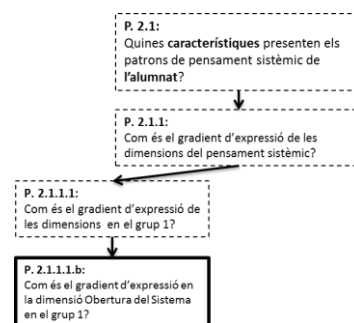 P. 2.1:
Quines característiques presenten els
patrons de pensament sistèmic de
l'alumnat?
P. 2.1.1:
Com és el gradient d'expressió de les
dimensions del pensament sistèmic?
P. 2.1.1.1:
Com és el gradient d'expressió de
les dimensions en el grup 1?
P. 2.1.1.1.b:
Com és el gradient d'expressió en
la dimensió Obertura del Sistema
en el grup 1?